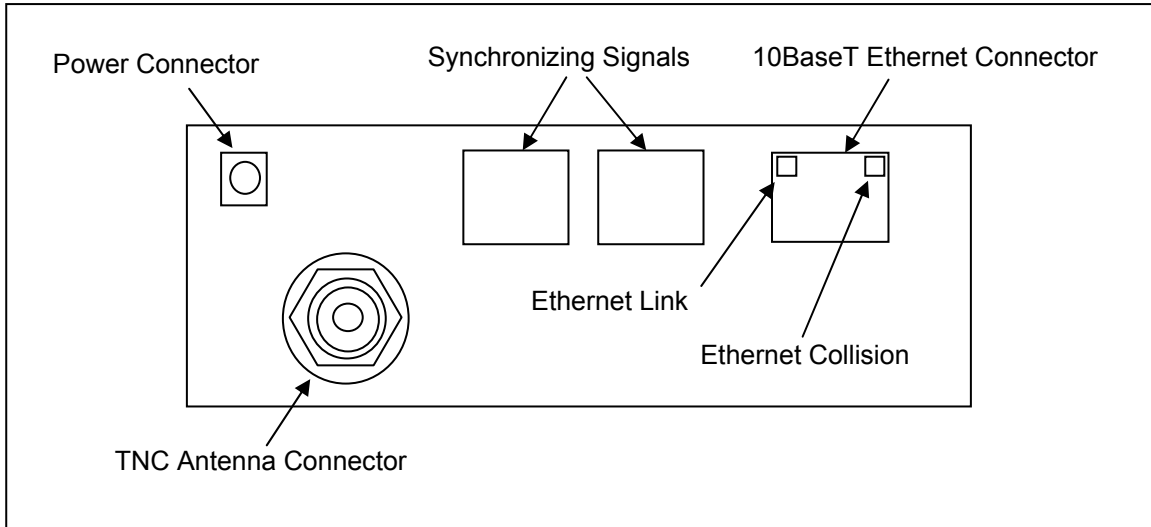 Power Connector
Synchronizing Signals
10BaseT Ethernet Connector
Ethernet Link
Ethernet Collision
TNC Antenna Connector